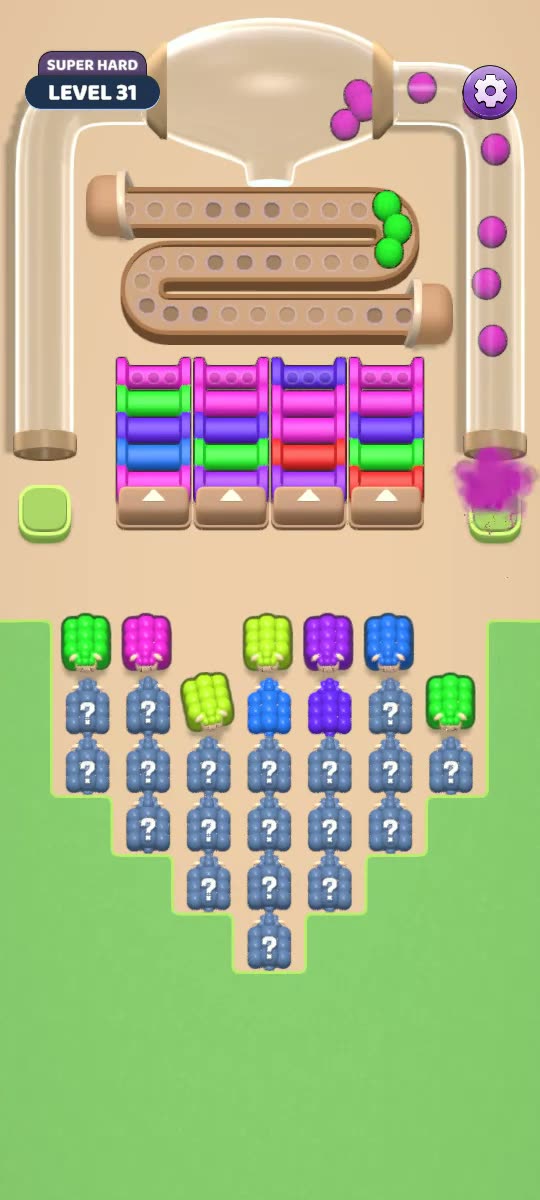 SUPER HARD
LEVEL 31
? ? ?
? ? ? ? ? ? ?
? ? ? ? ?
? ? ?
?